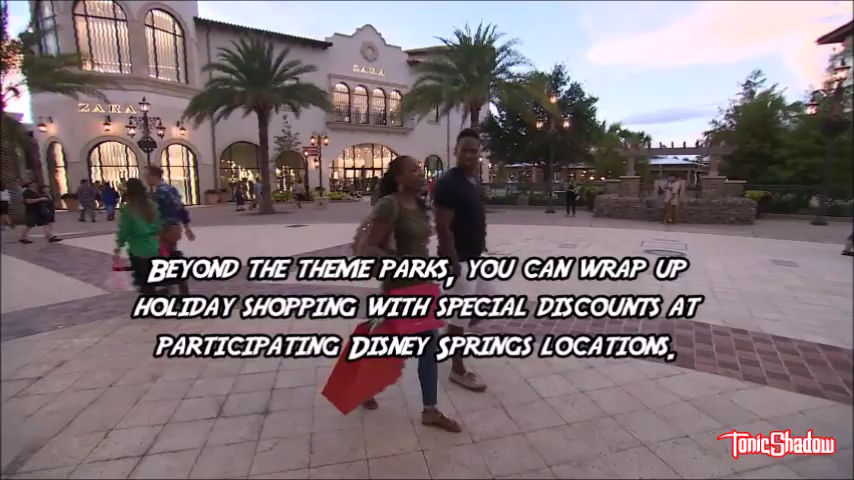 ZARA
ZARA
Beyond the theme parks, you can wrap up
holiday shopping with special discounts at
participating Disney Springs locations.
TonicShadow